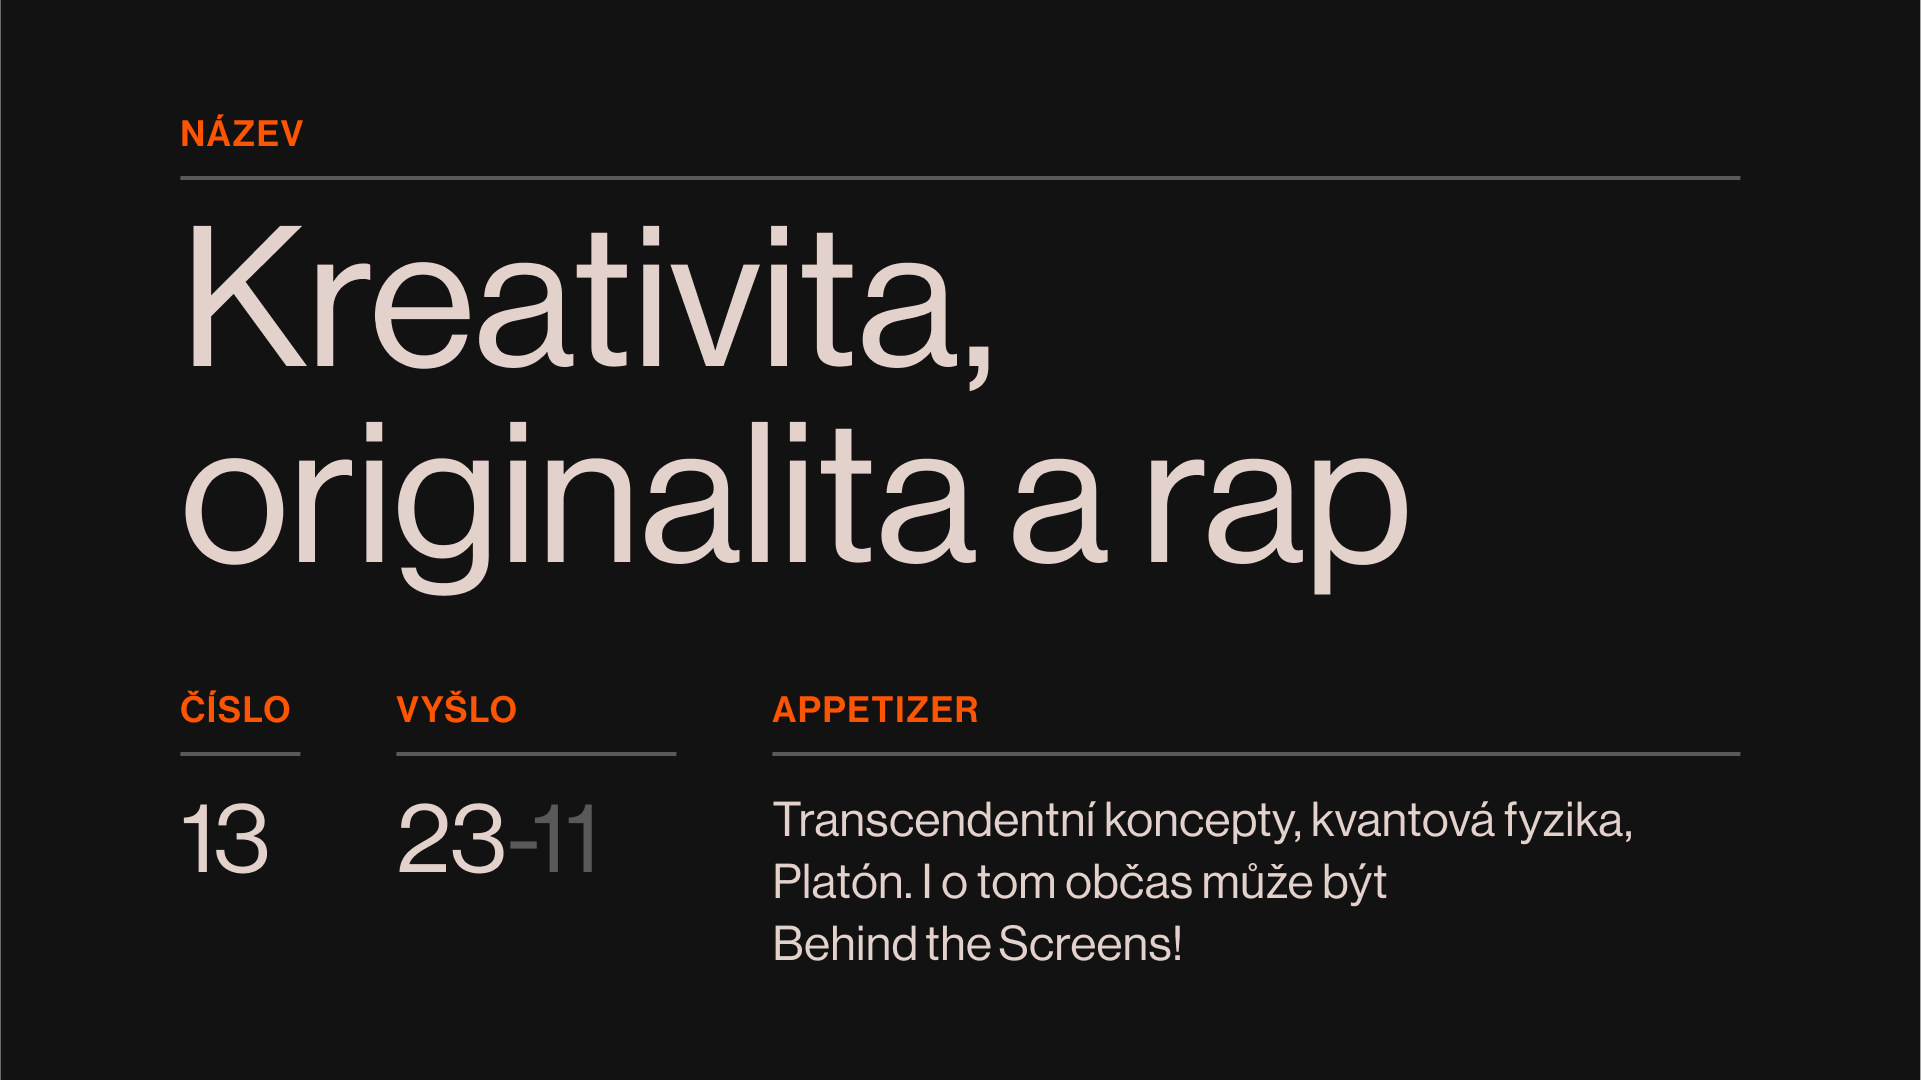 NÁZEV
Kreativita,
originalita a rap
ČÍSLO
13
VYŠLO
23-11
APPETIZER
Transcendentní koncepty, kvantová fyzika,
Platón. I o tom občas může být
Behind the Screens!